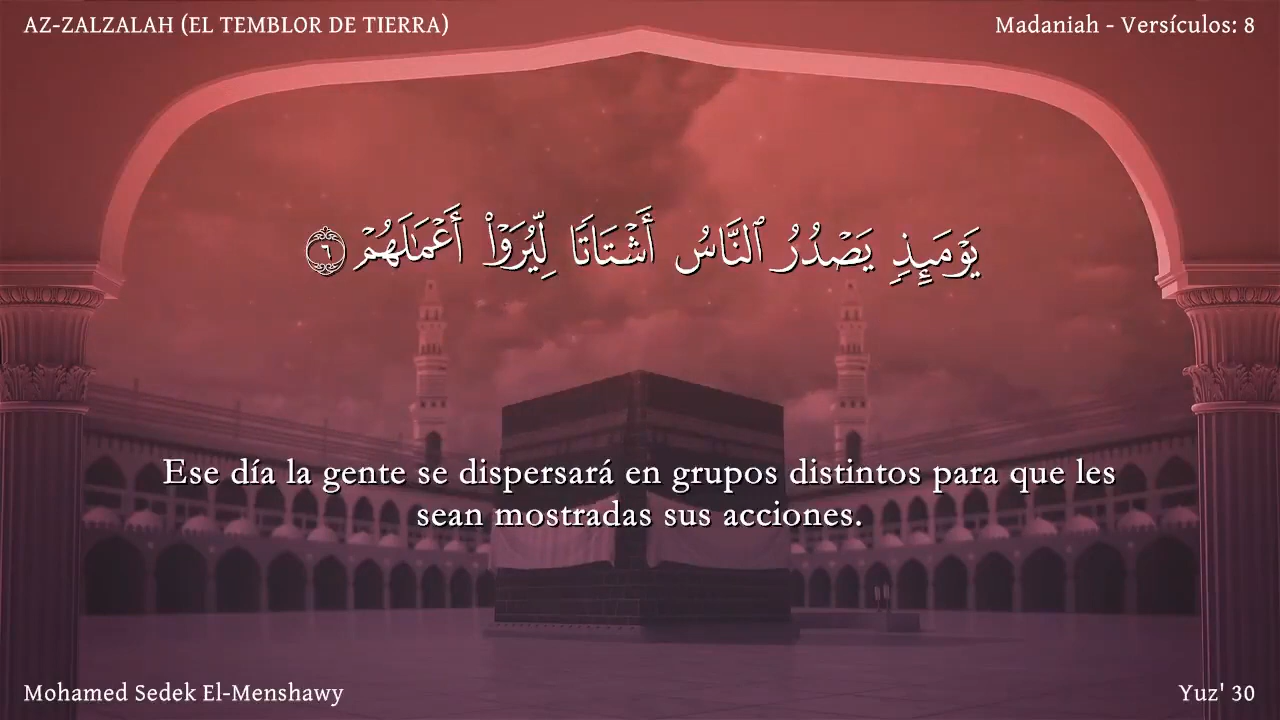 AZ-ZALZALAH (EL TEMBLOR DE TIERRA)
Madaniah - Versículos: 8
يَوْمَئِذٍ يَصْدُرُ ٱلنَّاسُ أَشْتَاتًا لِّيُرَوْا۟ أَعْمَـٰلَهُمْ ٦
Ese día la gente se dispersará en grupos distintos para que les
sean mostradas sus acciones.
Mohamed Sedek El-Menshawy
Yuz' 30